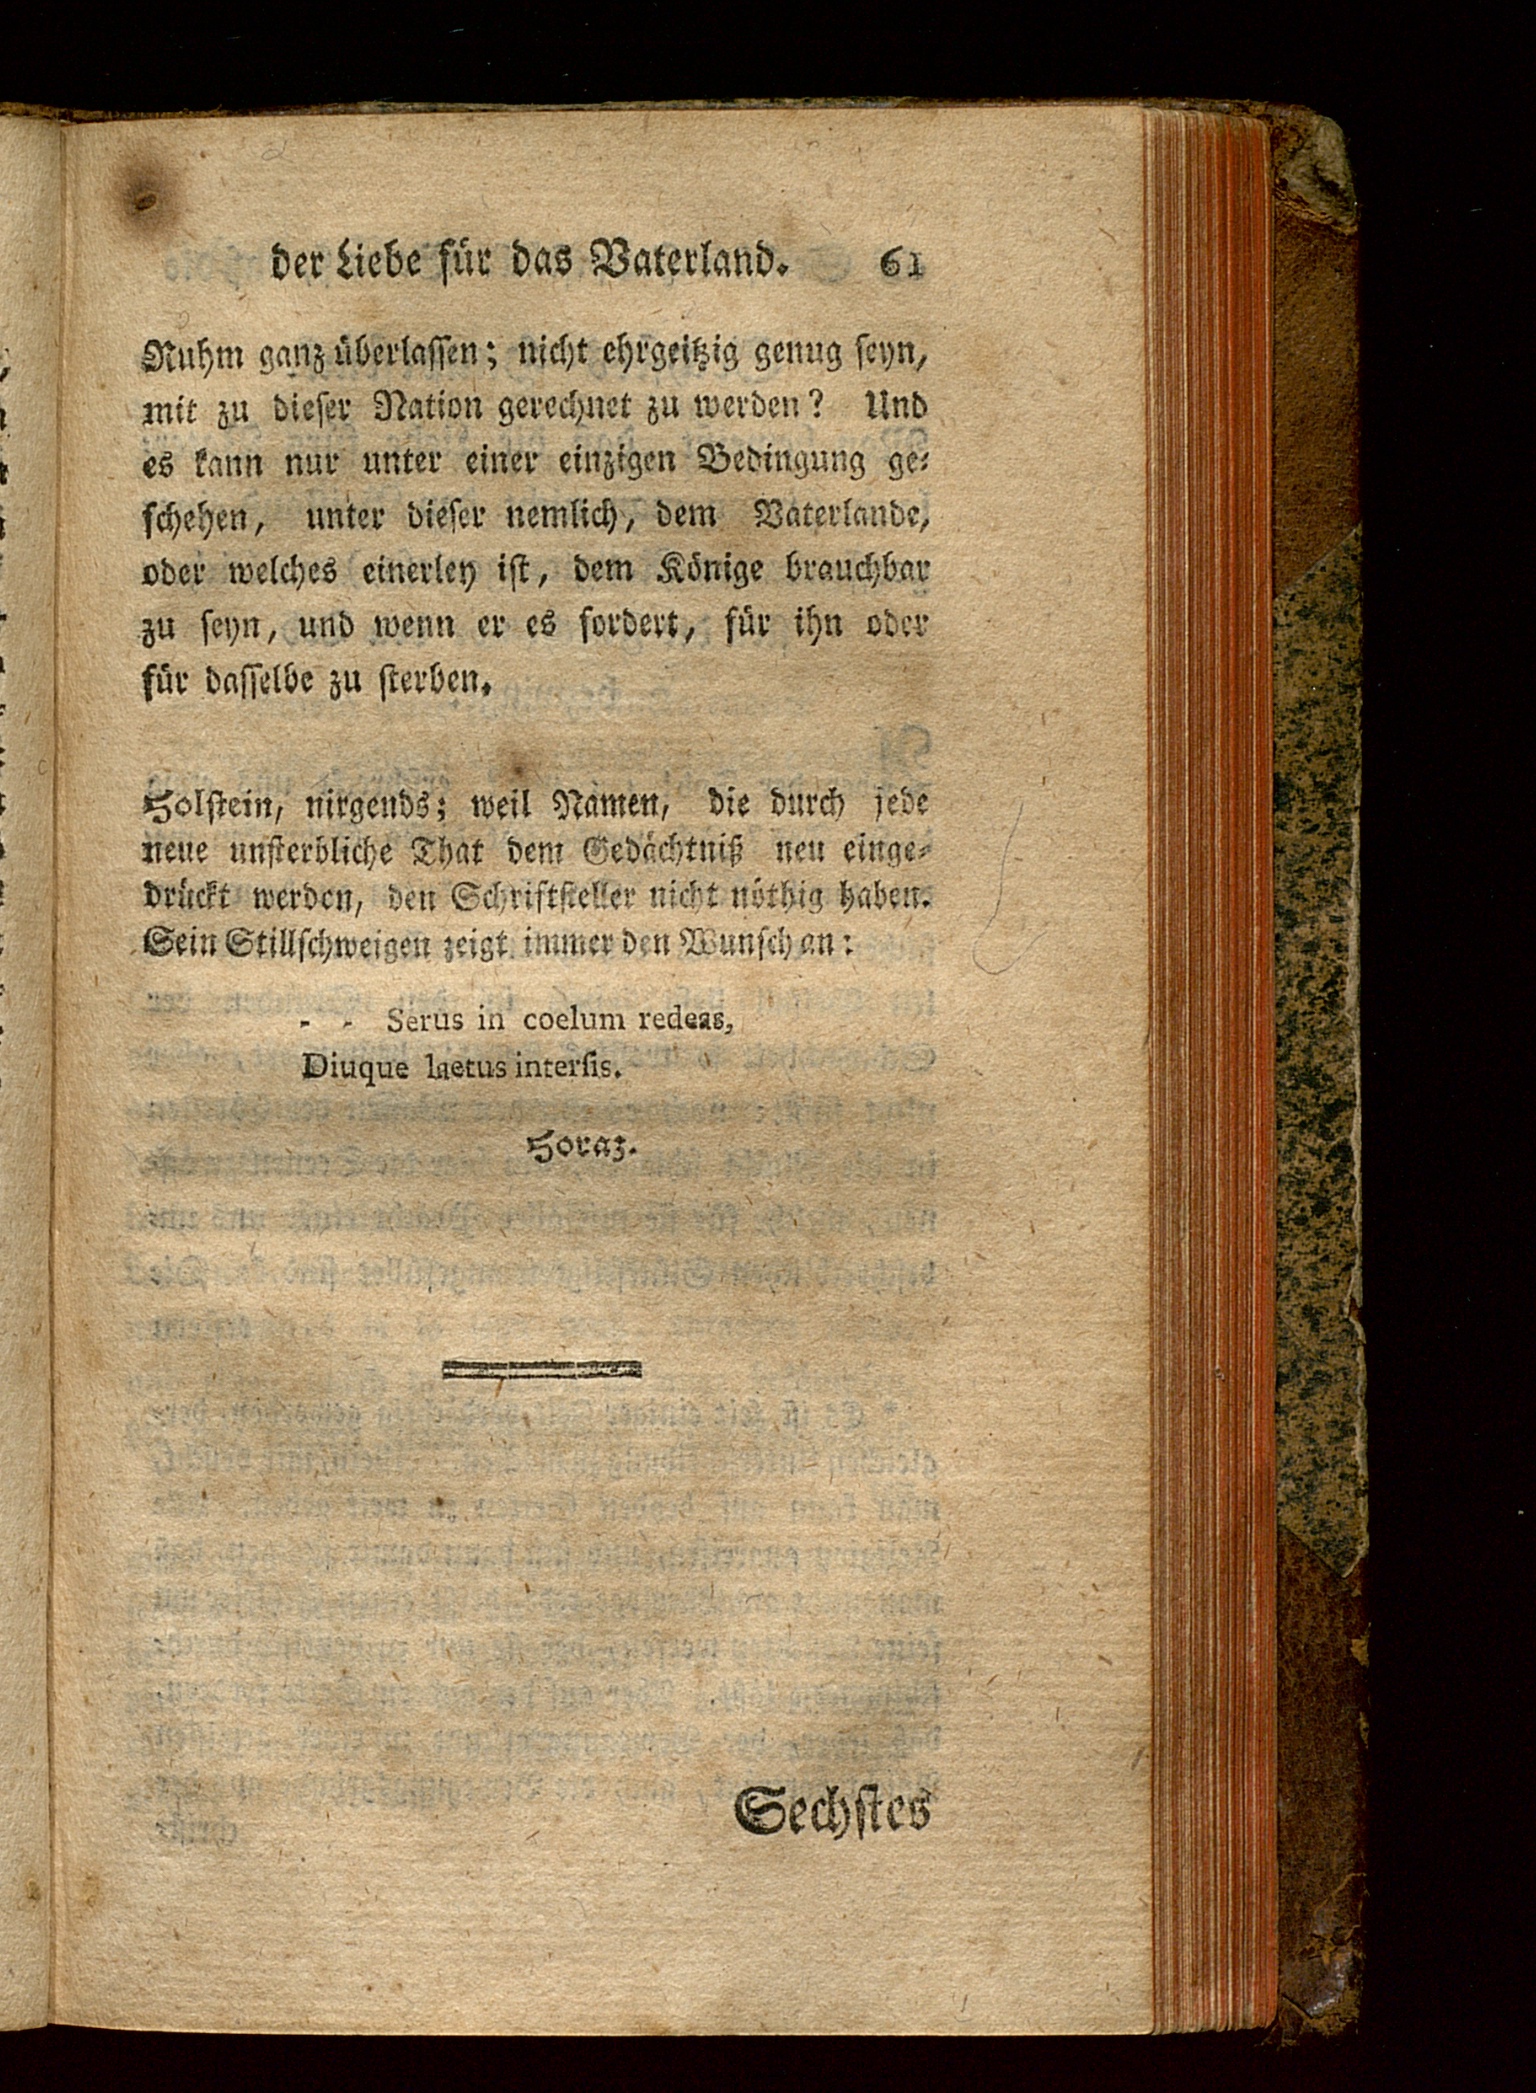 der Liebe für das Vaterland. 61
Ruhm ganz überlassen; nicht ehrgeitzig genug seyn,
mit zu dieser Nation gerechnet zu werden? Und
es kann nur unter einer einzigen Bedingung ge-
schehen, unter dieser nemlich, dem Vaterlande,
oder welches einerley ist, dem Könige brauchbar
zu seyn, und wenn er es fordert, für ihn oder
für dasselbe zu sterben.
Holstein, nirgends; weil Namen, die durch jede
neue unsterbliche That dem Gedächtniß neu einge-
drückt werden, den Schriftsteller nicht nöthig haben.
Sein Stillschweigen zeigt immer den Wunsch an:
- - Serus in coelum redeas,
Diuque laetus intersis.
Horaz.
Sechstes